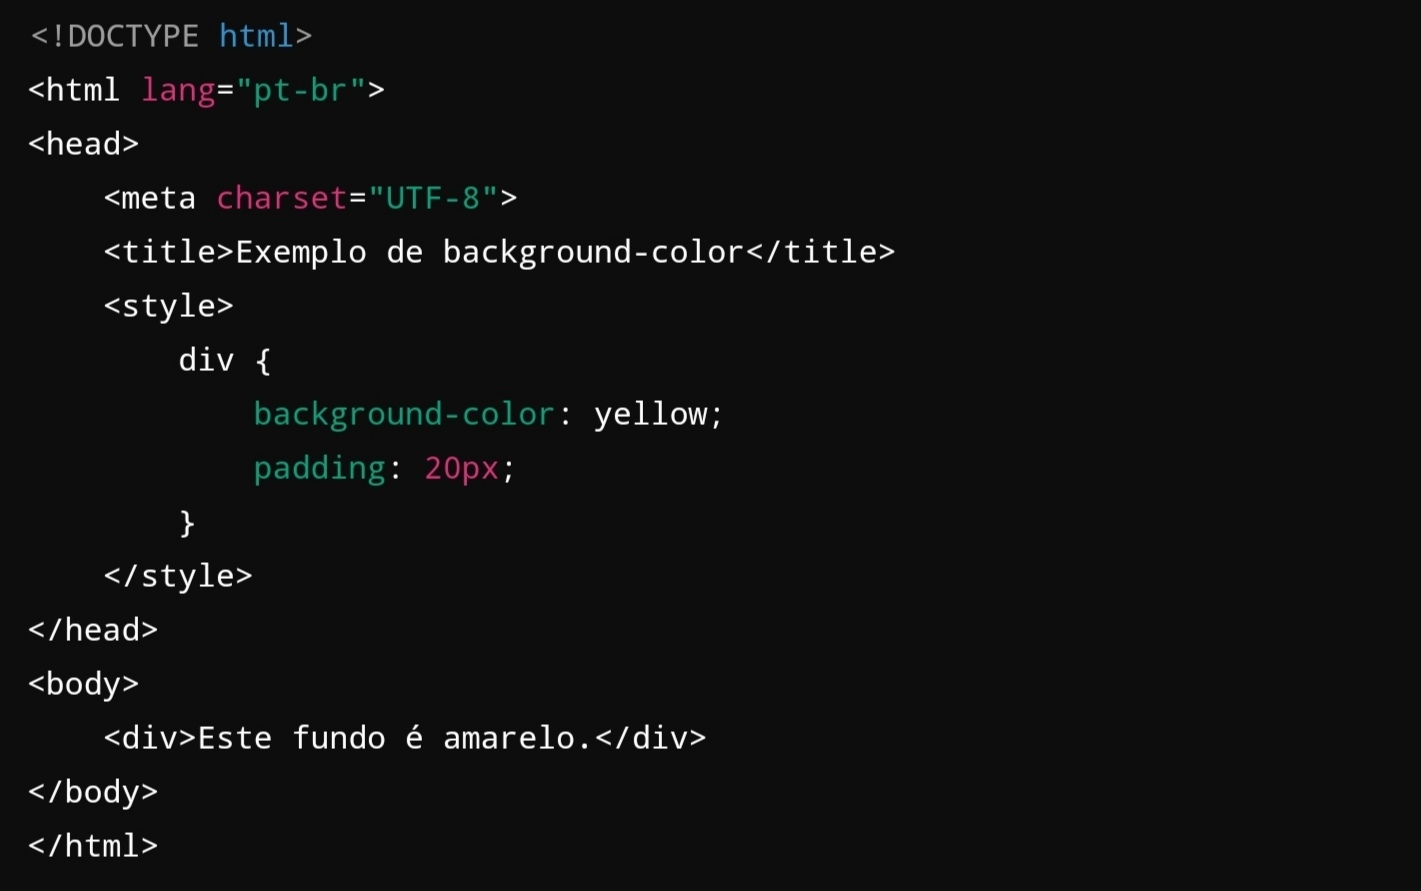 <!DOCTYPE html>
<html lang="pt-br">
<head>
    <meta charset="UTF-8">
    <title>Exemplo de background-color</title>
    <style>
        div {
            background-color: yellow;
            padding: 20px;
        }
    </style>
</head>
<body>
    <div>Este fundo é amarelo.</div>
</body>
</html>